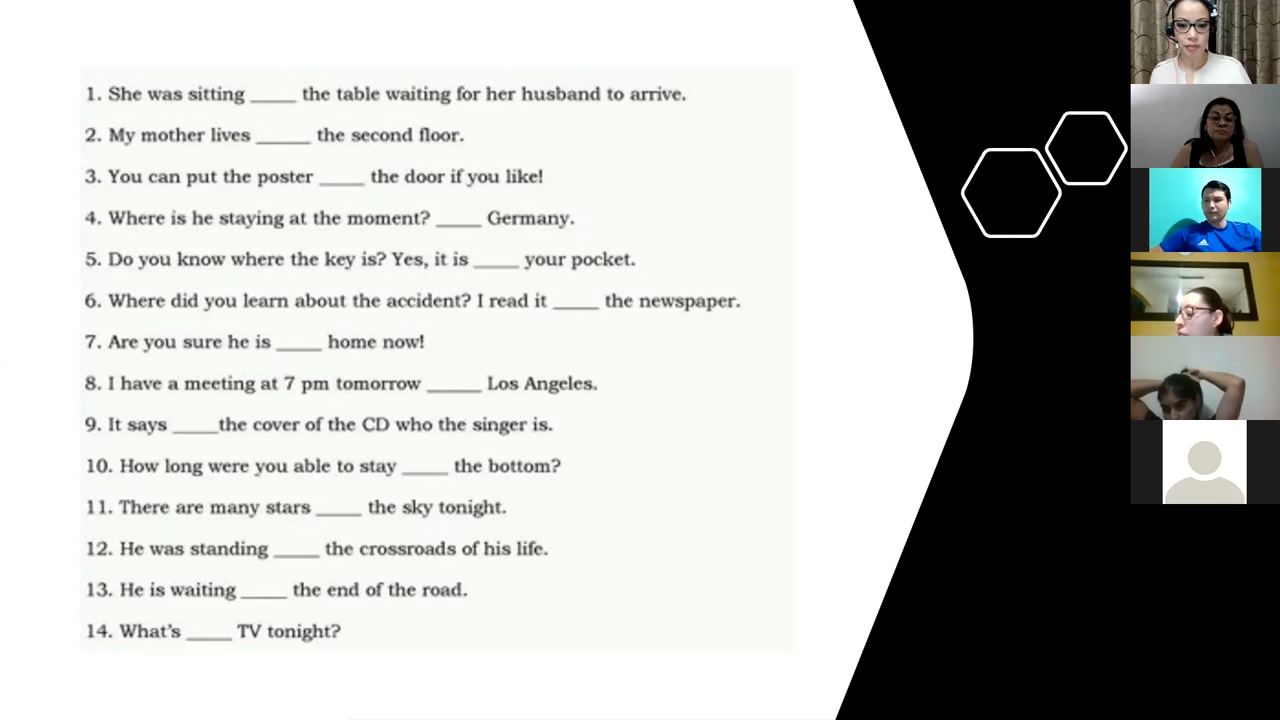 1. She was sitting _____ the table waiting for her husband to arrive.
2. My mother lives ______ the second floor.
3. You can put the poster _____ the door if you like!
4. Where is he staying at the moment? _____ Germany.
5. Do you know where the key is? Yes, it is _____ your pocket.
6. Where did you learn about the accident? I read it _____ the newspaper.
7. Are you sure he is _____ home now!
8. I have a meeting at 7 pm tomorrow ______ Los Angeles.
9. It says _____the cover of the CD who the singer is.
10. How long were you able to stay _____ the bottom?
11. There are many stars _____ the sky tonight.
12. He was standing _____ the crossroads of his life.
13. He is waiting _____ the end of the road.
14. What's _____ TV tonight?